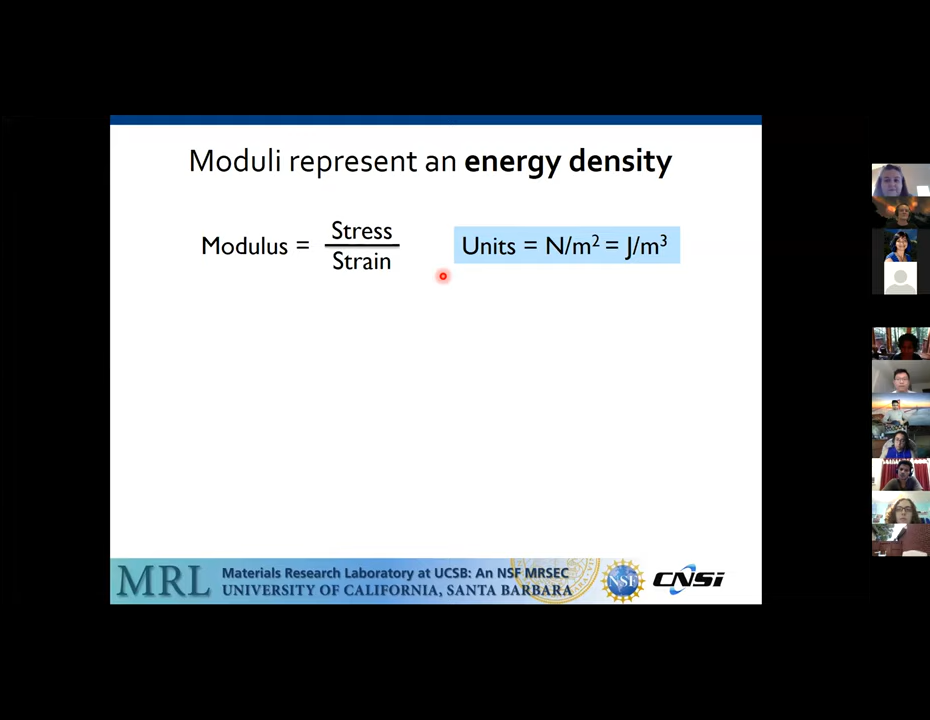 Moduli represent an energy density
Modulus = Stress
Strain
Units = N/m² = J/m³
MRL
Materials Research Laboratory at UCSB: An NSF MRSEC
UNIVERSITY OF CALIFORNIA, SANTA BARBARA
NSF
CNSi